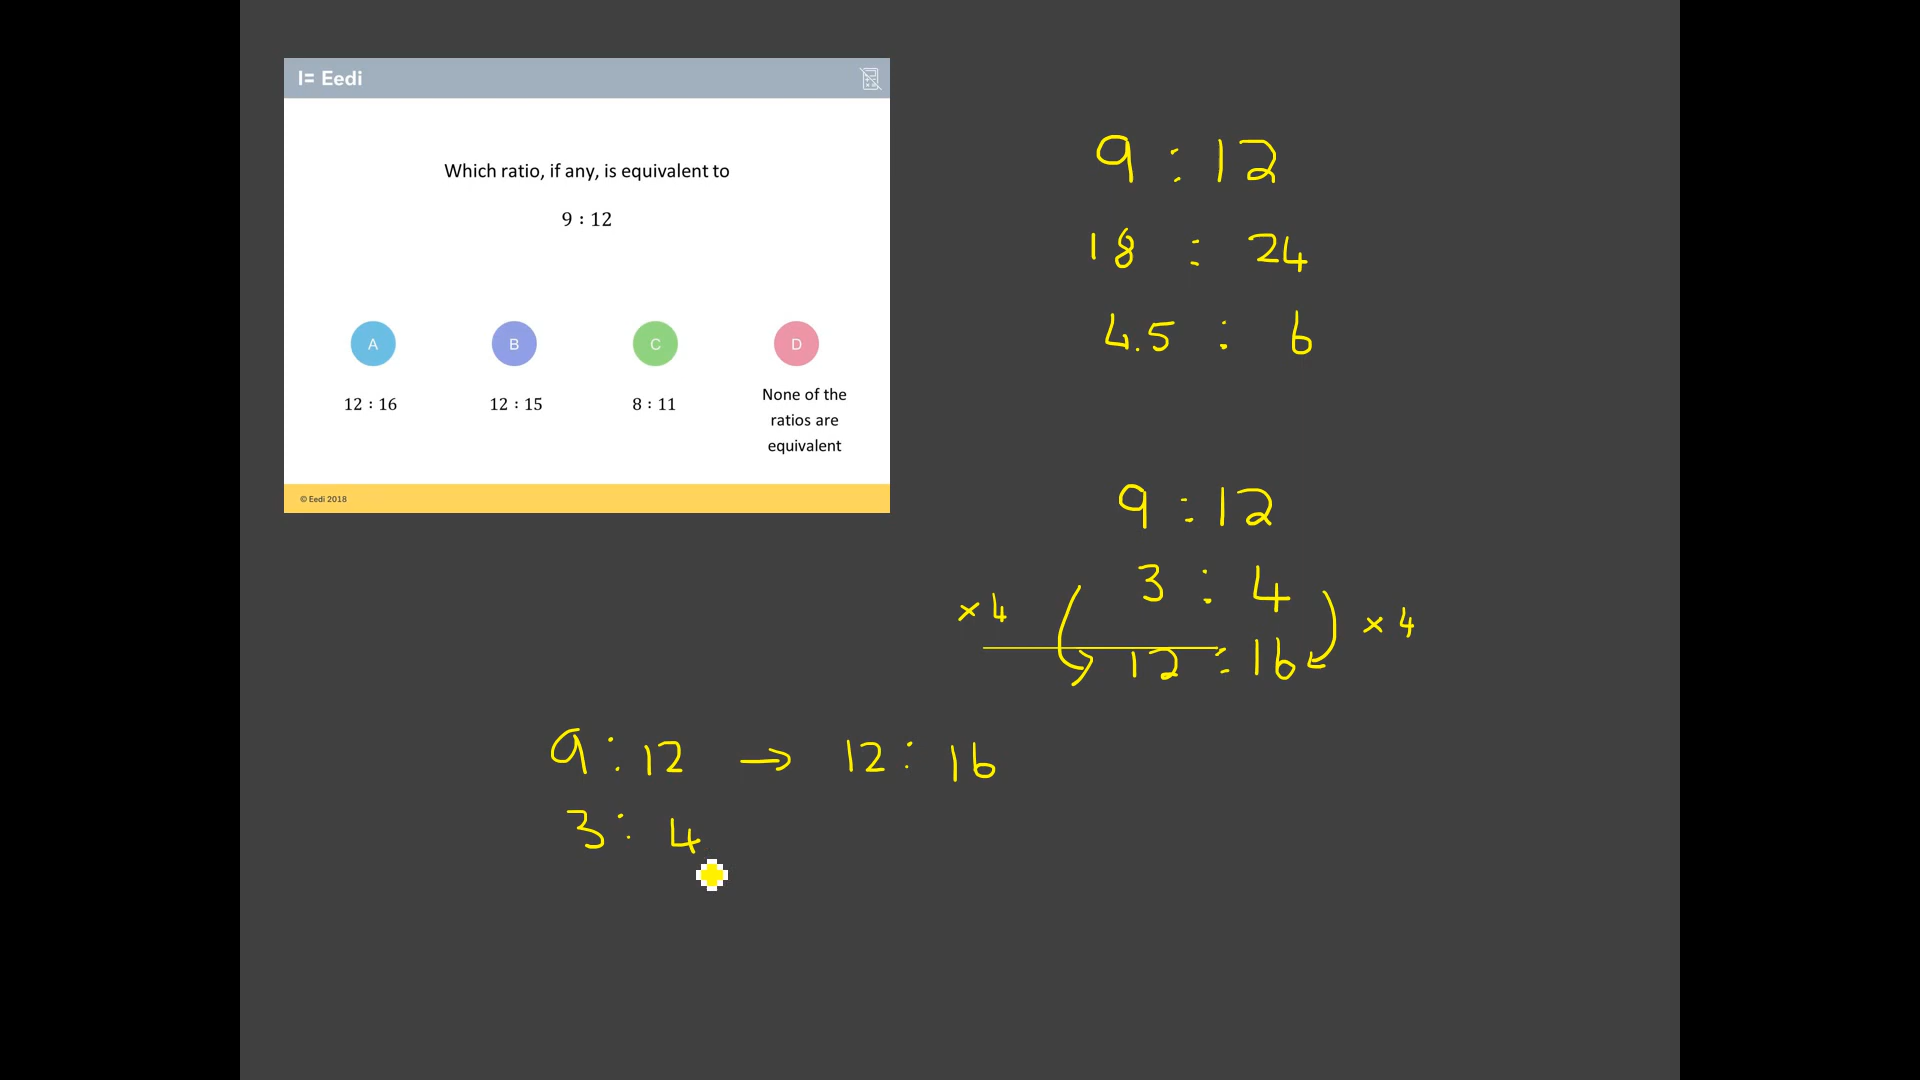 Eedi
Which ratio, if any, is equivalent to
9 : 12
A
B
C
D
12 : 16
12 : 15
8 : 11
None of the
ratios are
equivalent
© Eedi 2018
9 : 12
18 : 24
4.5 : 6
9 : 12
3 : 4
× 4
× 4
12 : 16
9 : 12 → 12 : 16
3 : 4